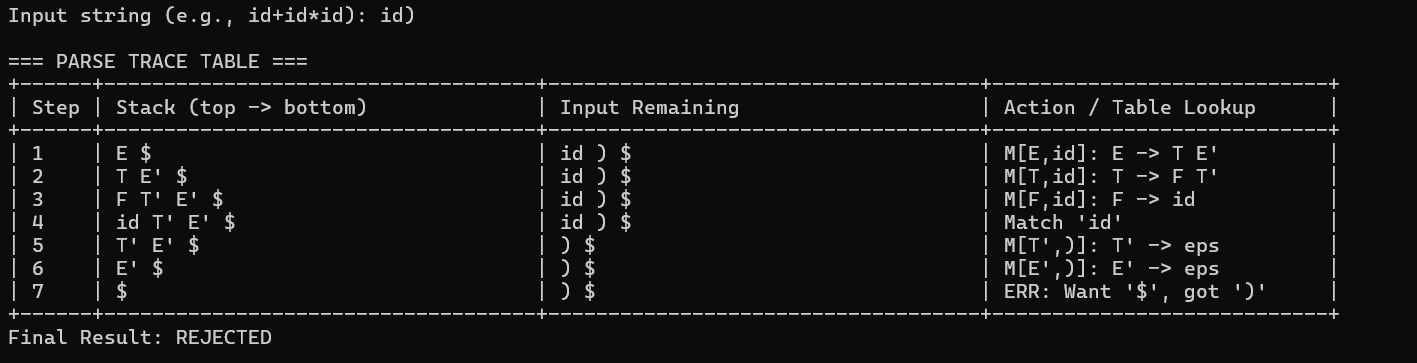 Input string (e.g., id+id*id): id)
=== PARSE TRACE TABLE ===
+------+------------------------------------+------------------------------------+----------------------------+
| Step | Stack (top -> bottom)              | Input Remaining                    | Action / Table Lookup      |
+------+------------------------------------+------------------------------------+----------------------------+
| 1    | E $                                | id ) $                             | M[E,id]: E -> T E'         |
| 2    | T E' $                             | id ) $                             | M[T,id]: T -> F T'         |
| 3    | F T' E' $                          | id ) $                             | M[F,id]: F -> id           |
| 4    | id T' E' $                         | id ) $                             | Match 'id'                 |
| 5    | T' E' $                            | ) $                                | M[T',)]: T' -> eps         |
| 6    | E' $                               | ) $                                | M[E',)]: E' -> eps         |
| 7    | $                                  | ) $                                | ERR: Want '$', got ')'     |
+------+------------------------------------+------------------------------------+----------------------------+
Final Result: REJECTED